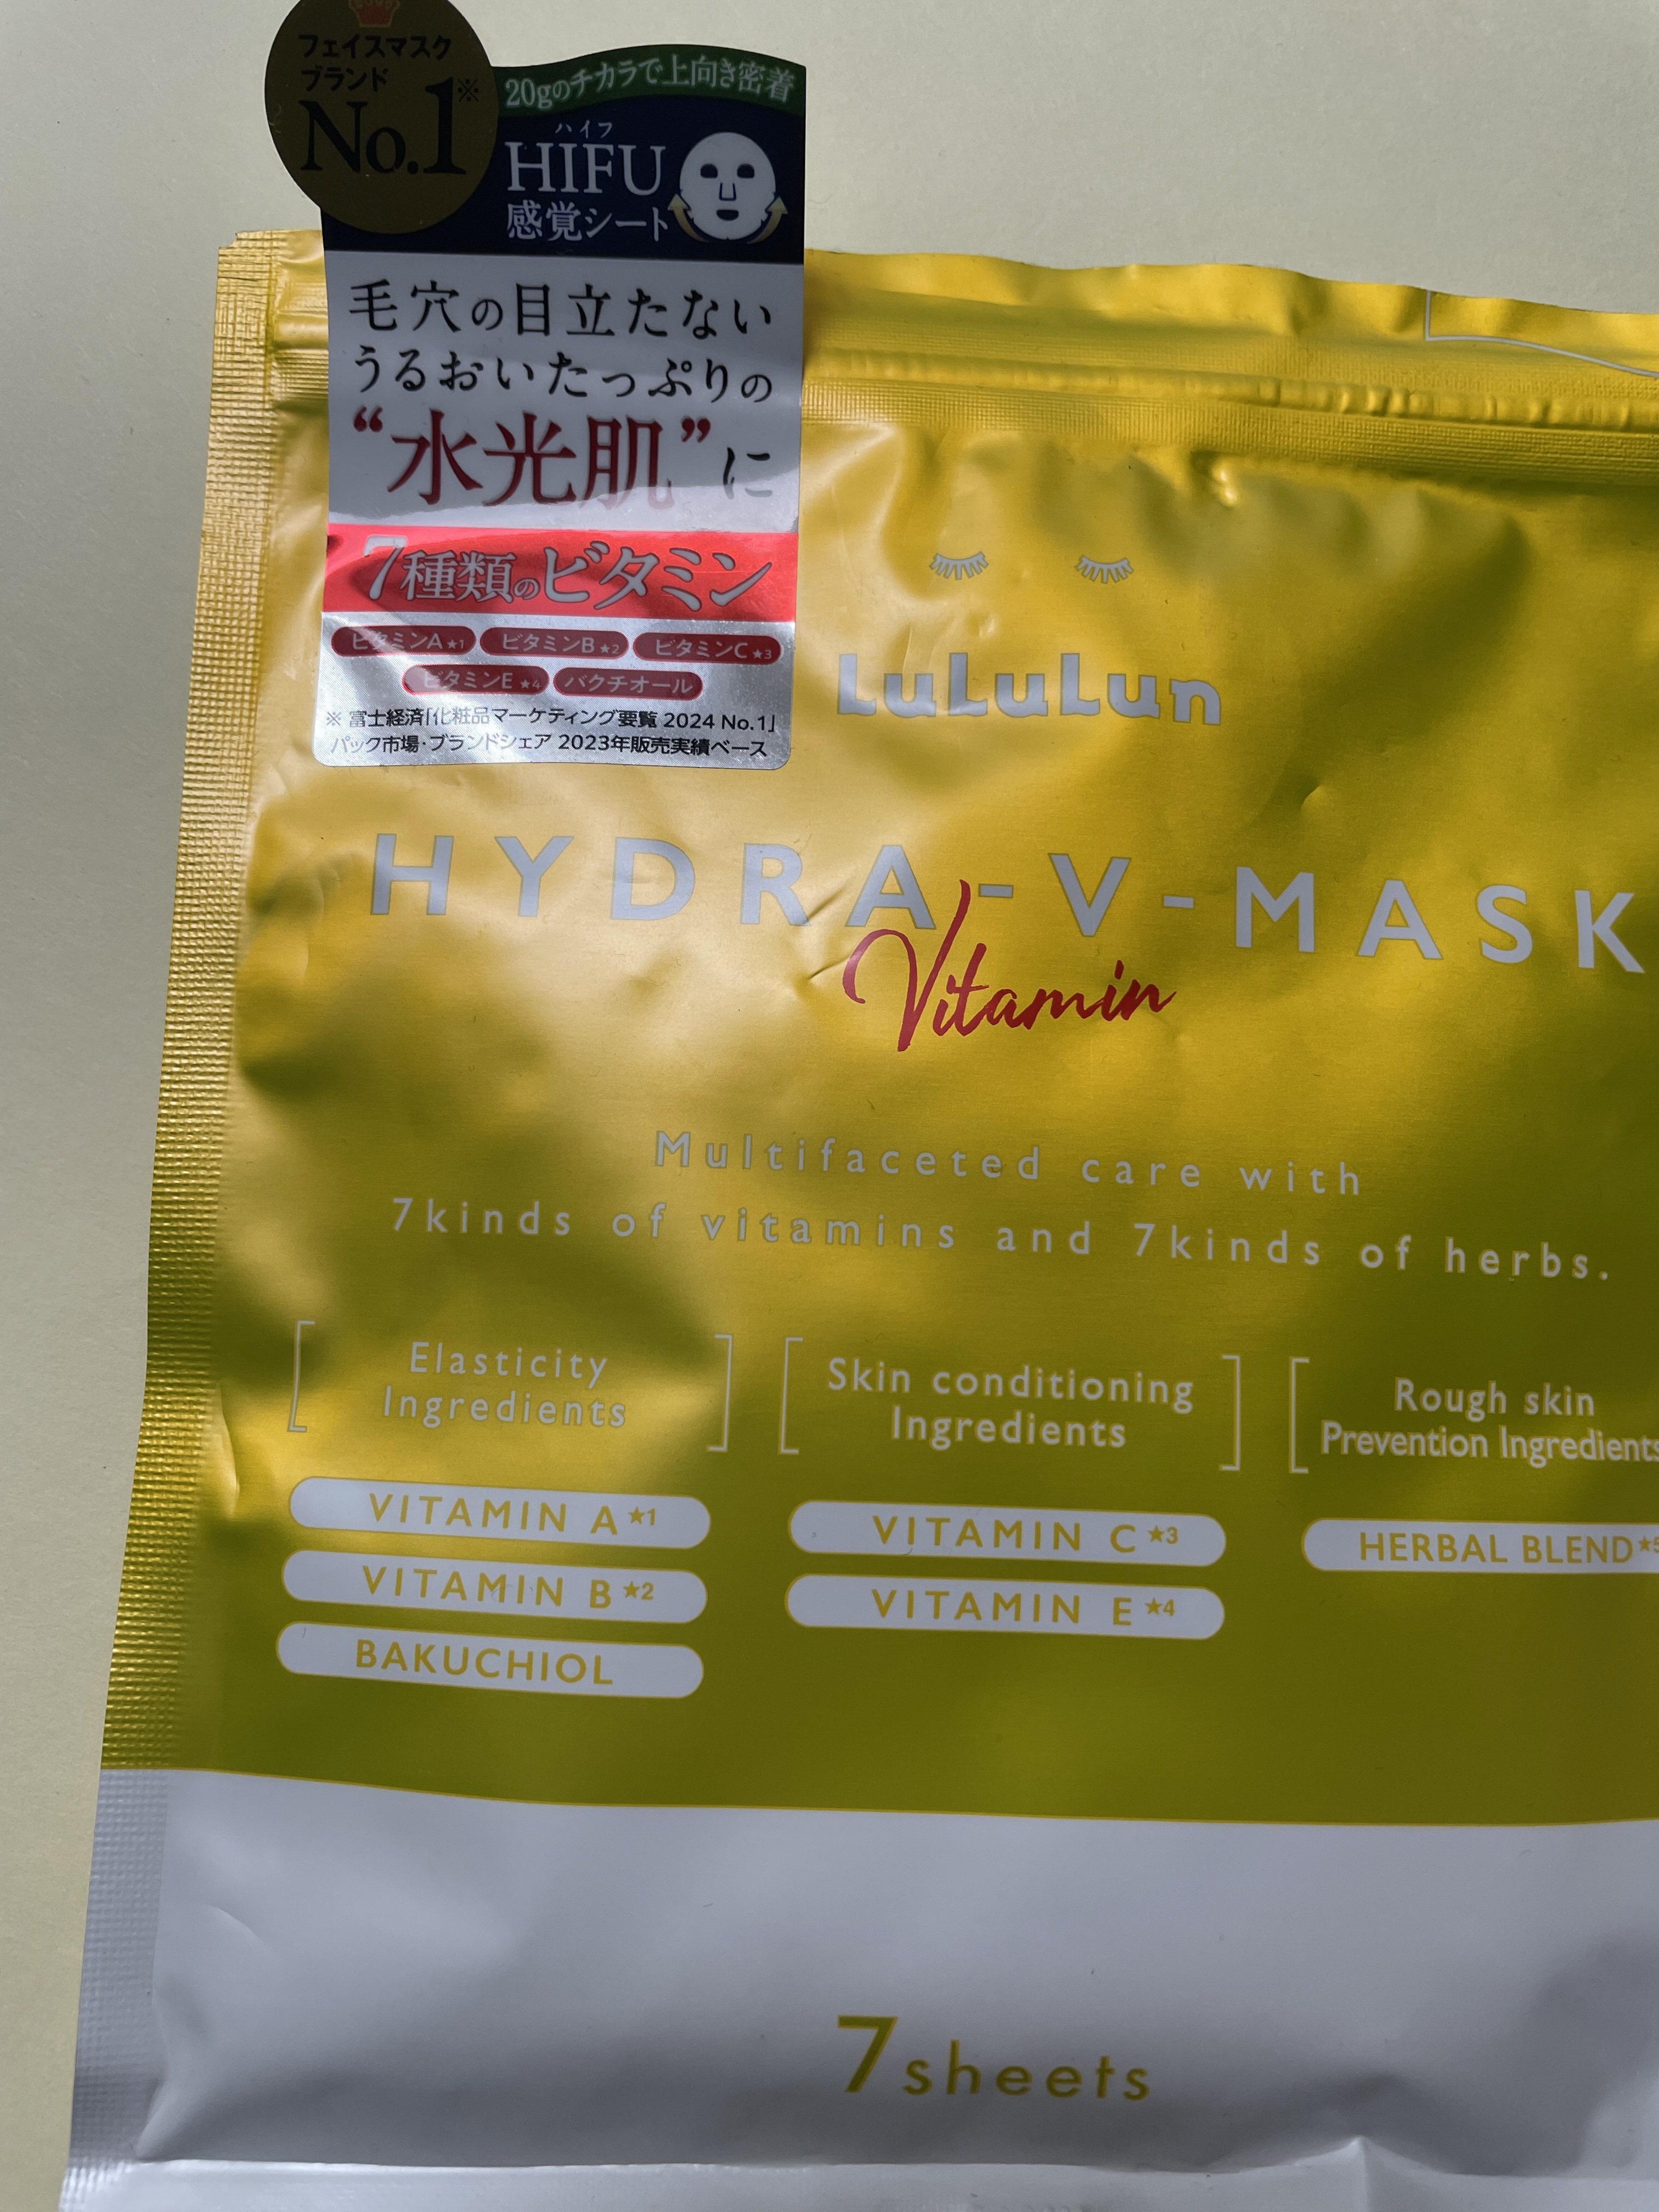 フェイスマスク
ブランド
No.1※
20gのチカラで上向き密着
ハイフ
HIFU
感覚シート
毛穴の目立たない
うるおいたっぷりの
“水光肌”に
7種類のビタミン
ビタミンA★1 ビタミンB★2 ビタミンC★3
ビタミンE★4 バクチオール
※ 富士経済「化粧品マーケティング要覧 2024 No.1」
パック市場・ブランドシェア 2023年販売実績ベース
LuLuLun
HYDRA-V-MASK
Vitamin
Multifaceted care with
7kinds of vitamins and 7kinds of herbs.
Elasticity
Ingredients
VITAMIN A★1
VITAMIN B★2
BAKUCHIOL
Skin conditioning
Ingredients
VITAMIN C★3
VITAMIN E★4
Rough skin
Prevention Ingredients
HERBAL BLEND★5
7sheets